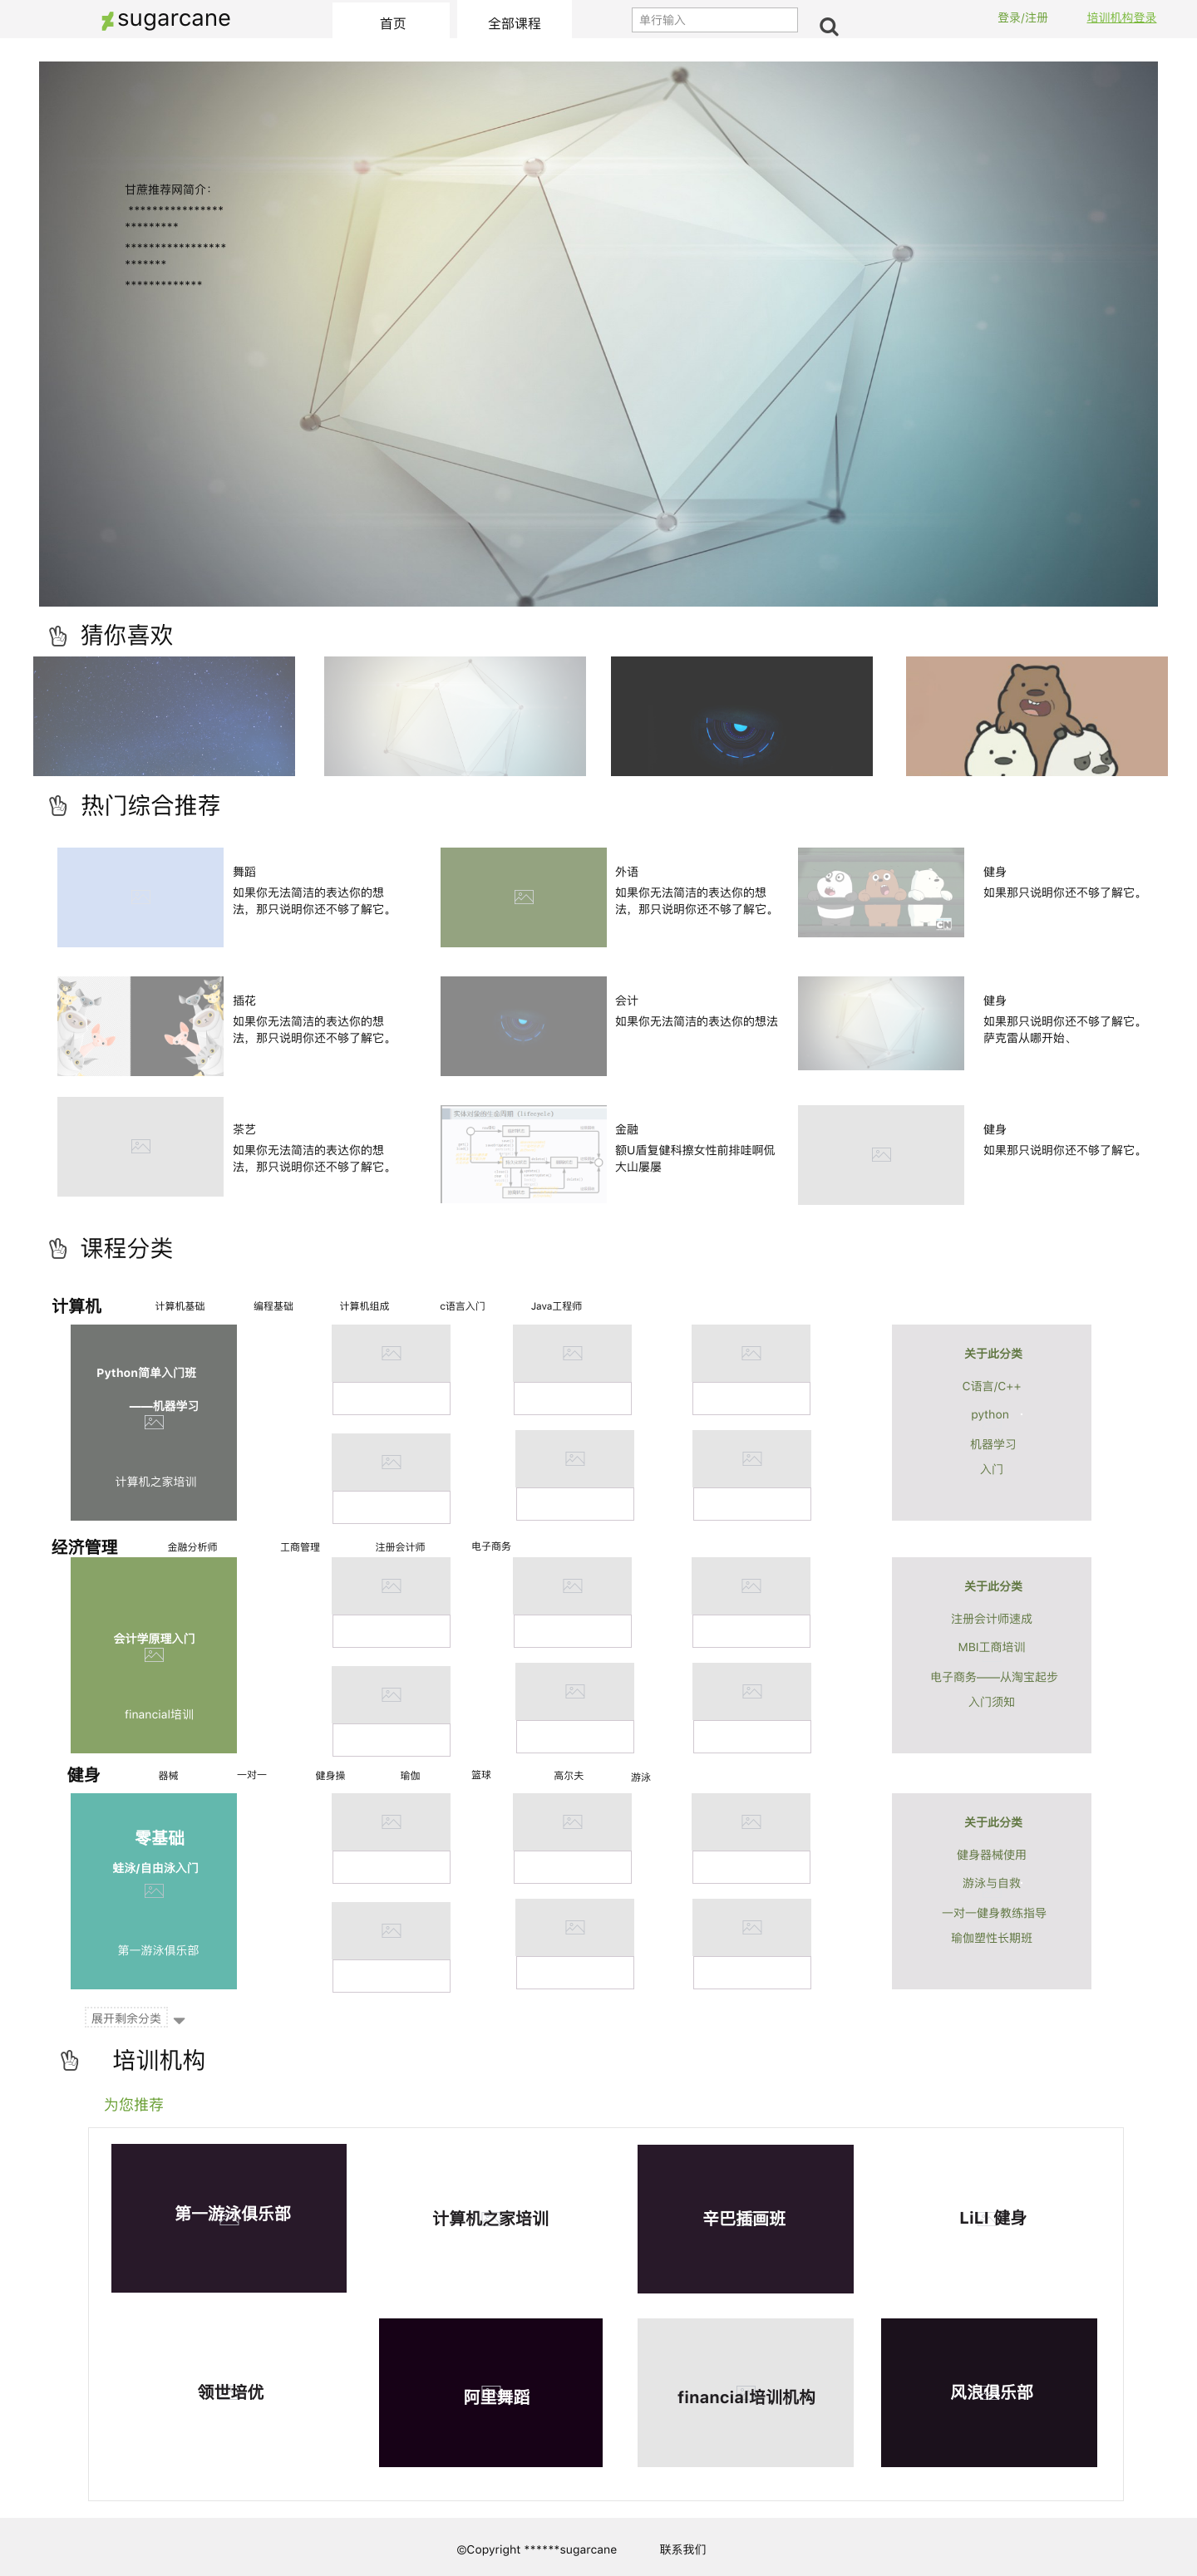 sugarcane
首页
全部课程
单行输入
登录/注册
培训机构登录
甘蔗推荐网简介：
****************
*********
*****************
*******
*************
猜你喜欢
热门综合推荐
舞蹈
如果你无法简洁的表达你的想
法，那只说明你还不够了解它。
外语
如果你无法简洁的表达你的想
法，那只说明你还不够了解它。
健身
如果那只说明你还不够了解它。
CN
插花
如果你无法简洁的表达你的想
法，那只说明你还不够了解它。
会计
如果你无法简洁的表达你的想法
健身
如果那只说明你还不够了解它。
萨克雷从哪开始、
茶艺
如果你无法简洁的表达你的想
法，那只说明你还不够了解它。
实体对象的生命周期 (lifecycle)
金融
额U盾复健科擦女性前排哇啊侃
大山屡屡
健身
如果那只说明你还不够了解它。
课程分类
计算机
计算机基础
编程基础
计算机组成
c语言入门
Java工程师
Python简单入门班
——机器学习
计算机之家培训
关于此分类
C语言/C++
python
机器学习
入门
经济管理
金融分析师
工商管理
注册会计师
电子商务
会计学原理入门
financial培训
关于此分类
注册会计师速成
MBI工商培训
电子商务——从淘宝起步
入门须知
健身
器械
一对一
健身操
瑜伽
篮球
高尔夫
游泳
零基础
蛙泳/自由泳入门
第一游泳俱乐部
关于此分类
健身器械使用
游泳与自救
一对一健身教练指导
瑜伽塑性长期班
展开剩余分类
培训机构
为您推荐
第一游泳俱乐部
计算机之家培训
辛巴插画班
LiLI 健身
领世培优
阿里舞蹈
financial培训机构
风浪俱乐部
©Copyright ******sugarcane
联系我们